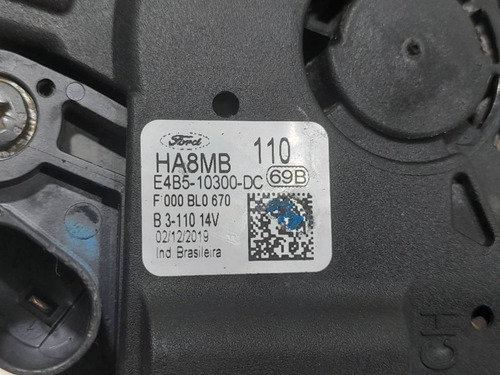 Ford
HA8MB 110
E4B5-10300-DC 69B
F 000 BL0 670
B 3-110 14V
02/12/2019
Ind. Brasileira